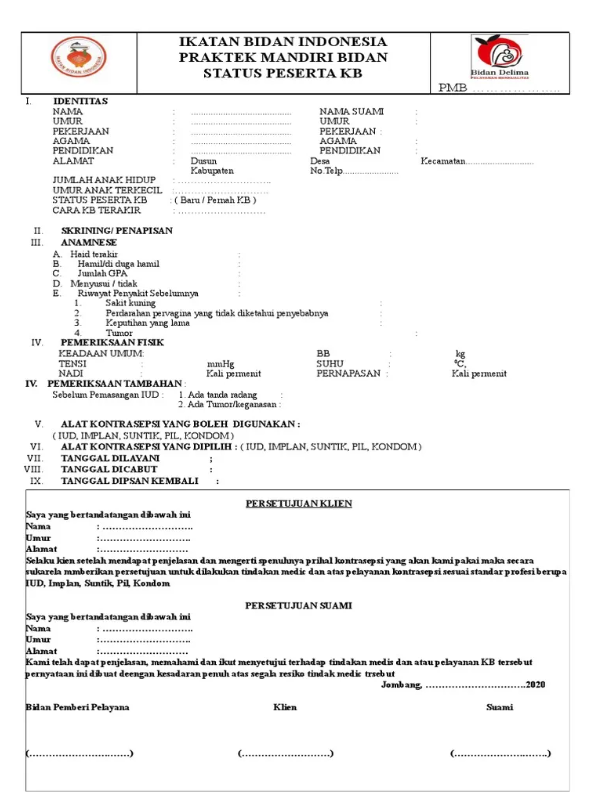 IKATAN BIDAN INDONESIA
PRAKTEK MANDIRI BIDAN
STATUS PESERTA KB
Bidan Delima
PMB ...................
I. IDENTITAS
NAMA : ........................................ NAMA SUAMI :
UMUR : ........................................ UMUR :
PEKERJAAN : ........................................ PEKERJAAN :
AGAMA : ........................................ AGAMA :
PENDIDIKAN : ........................................ PENDIDIKAN :
ALAMAT : Dusun Desa Kecamatan...........................
Kabupaten No.Telp......................
JUMLAH ANAK HIDUP : ..............................
UMUR ANAK TERKECIL : ..............................
STATUS PESERTA KB : ( Baru / Pernah KB )
CARA KB TERAKIR : ..............................
II. SKRINING/ PENAPISAN
III. ANAMNESE
A. Haid terakir :
B. Hamil/di duga hamil :
C. Jumlah GPA :
D. Menyusui / tidak :
E. Riwayat Penyakit Sebelumnya :
1. Sakit kuning :
2. Perdarahan pervagina yang tidak diketahui penyebabnya :
3. Keputihan yang lama :
4. Tumor :
IV. PEMERIKSAAN FISIK
KEADAAN UMUM: BB : kg
TENSI : mmHg SUHU : ⁰C,
NADI : Kali permenit PERNAPASAN : Kali permenit
IV. PEMERIKSAAN TAMBAHAN :
Sebelum Pemasangan IUD : 1. Ada tanda radang :
2. Ada Tumor/keganasan :
V. ALAT KONTRASEPSI YANG BOLEH DIGUNAKAN :
( IUD, IMPLAN, SUNTIK, PIL, KONDOM )
VI. ALAT KONTRASEPSI YANG DIPILIH : ( IUD, IMPLAN, SUNTIK, PIL, KONDOM )
VII. TANGGAL DILAYANI ;
VIII. TANGGAL DICABUT :
IX. TANGGAL DIPSAN KEMBALI :
PERSETUJUAN KLIEN
Saya yang bertandatangan dibawah ini
Nama : ............................
Umur :............................
Alamat :............................
Selaku kien setelah mendapat penjelasan dan mengerti spenuhnya prihal kontrasepsi yang akan kami pakai maka secara
sukarela mmberikan persetujuan untuk dilakukan tindakan medic dan atas pelayanan kontrasepsi sesuai standar profesi berupa
IUD, Implan, Suntik, Pil, Kondom
PERSETUJUAN SUAMI
Saya yang bertandatangan dibawah ini
Nama : ............................
Umur :............................
Alamat :............................
Kami telah dapat penjelasan, memahami dan ikut menyetujui terhadap tindakan medis dan atau pelayanan KB tersebut
pernyataan ini dibuat deengan kesadaran penuh atas segala resiko tindak medic trsebut
Jombang, ...............................2020
Bidan Pemberi Pelayana Klien Suami
(...............................) (...........................) (............................)